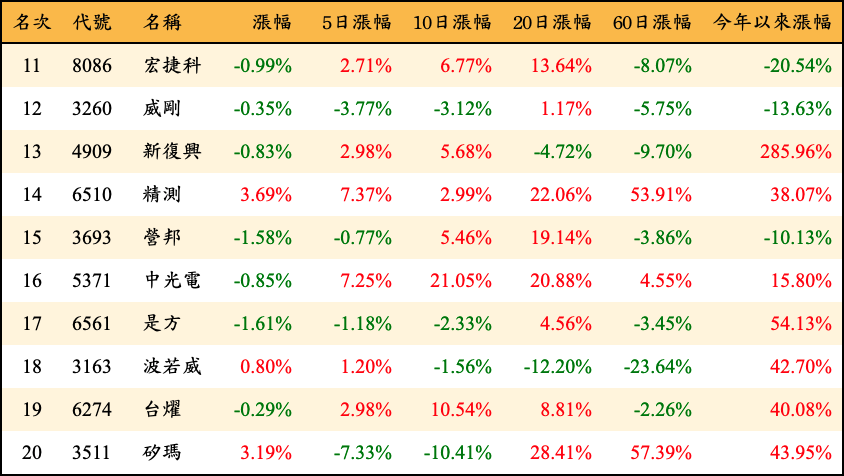 名次 代號 名稱 漲幅 5日漲幅 10日漲幅 20日漲幅 60日漲幅 今年以來漲幅
11 8086 宏捷科 -0.99% 2.71% 6.77% 13.64% -8.07% -20.54%
12 3260 威剛 -0.35% -3.77% -3.12% 1.17% -5.75% -13.63%
13 4909 新復興 -0.83% 2.98% 5.68% -4.72% -9.70% 285.96%
14 6510 精測 3.69% 7.37% 2.99% 22.06% 53.91% 38.07%
15 3693 營邦 -1.58% -0.77% 5.46% 19.14% -3.86% -10.13%
16 5371 中光電 -0.85% 7.25% 21.05% 20.88% 4.55% 15.80%
17 6561 是方 -1.61% -1.18% -2.33% 4.56% -3.45% 54.13%
18 3163 波若威 0.80% 1.20% -1.56% -12.20% -23.64% 42.70%
19 6274 台燿 -0.29% 2.98% 10.54% 8.81% -2.26% 40.08%
20 3511 矽瑪 3.19% -7.33% -10.41% 28.41% 57.39% 43.95%